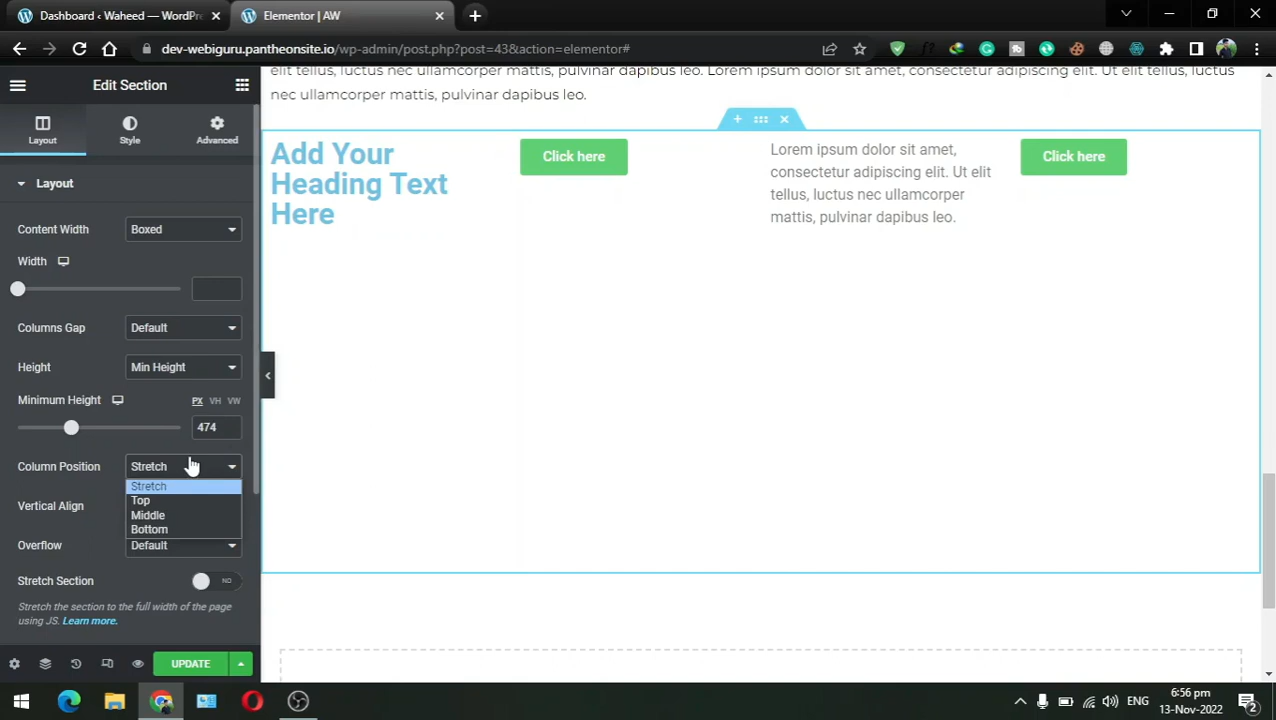 Dashboard ‹ Waheed — WordPre
Elementor | AW
dev-webiguru.pantheonsite.io/wp-admin/post.php?post=43&action=elementor#
Edit Section
elit tellus, luctus nec ullamcorper mattis, pulvinar dapibus leo. Lorem ipsum dolor sit amet, consectetur adipiscing elit. Ut elit tellus, luctus
nec ullamcorper mattis, pulvinar dapibus leo.
Layout
Style
Advanced
Layout
Content Width
Boxed
Width
Columns Gap
Default
Height
Min Height
Minimum Height
PX
VH
VW
474
Column Position
Stretch
Stretch
Top
Middle
Bottom
Vertical Align
Overflow
Default
Stretch Section
NO
Stretch the section to the full width of the page
using JS. Learn more.
UPDATE
Add Your
Heading Text
Here
Click here
Lorem ipsum dolor sit amet,
consectetur adipiscing elit. Ut elit
tellus, luctus nec ullamcorper
mattis, pulvinar dapibus leo.
Click here
ENG
6:56 pm
13-Nov-2022
2